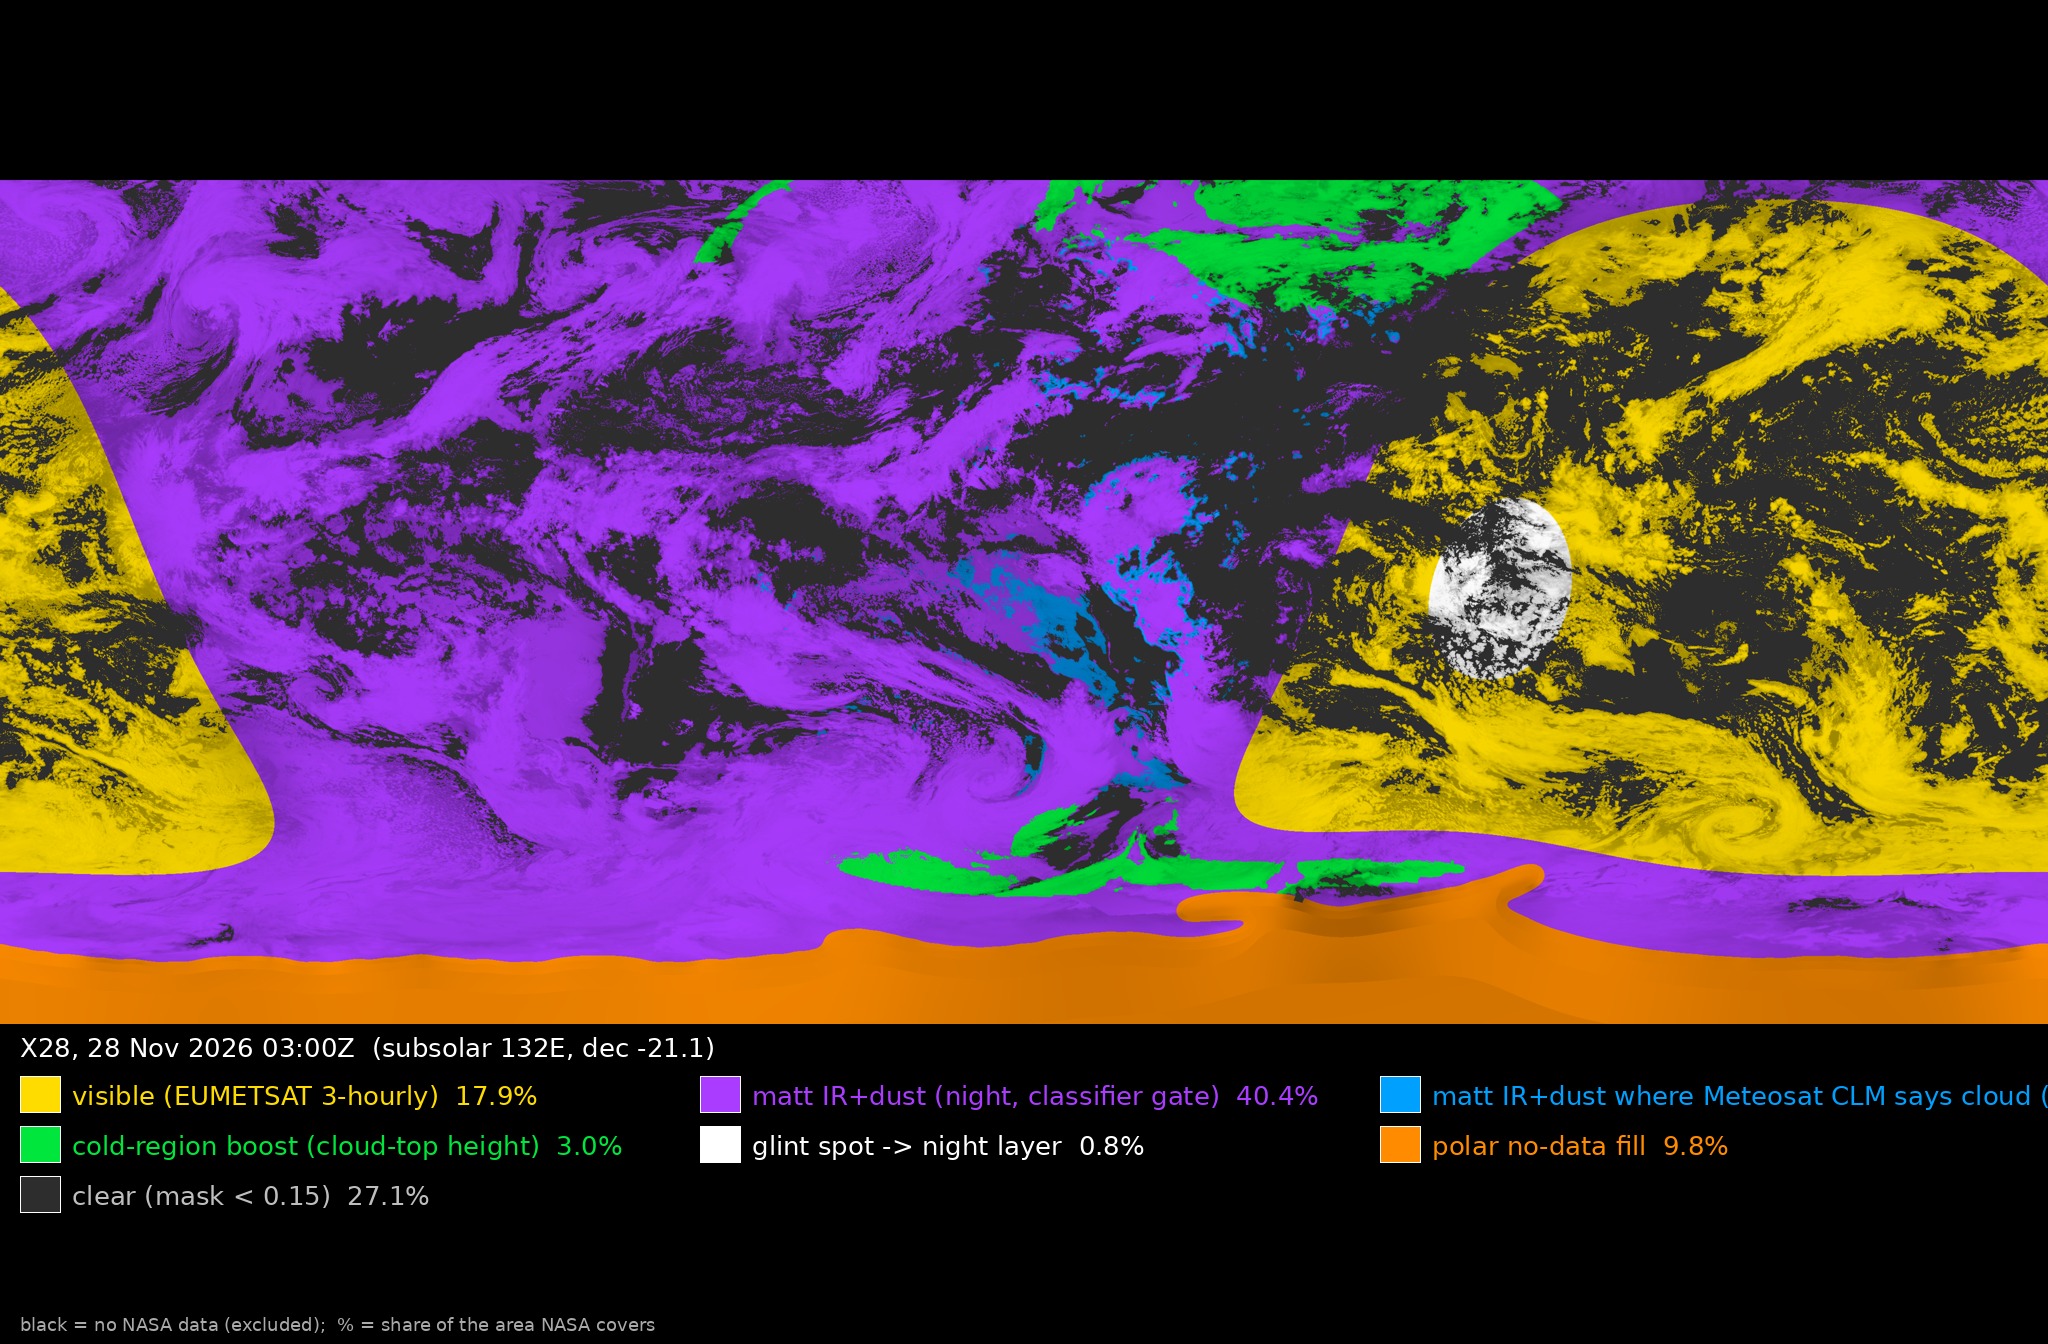 X28, 28 Nov 2026 03:00Z  (subsolar 132E, dec -21.1)
visible (EUMETSAT 3-hourly)  17.9%
matt IR+dust (night, classifier gate)  40.4%
matt IR+dust where Meteosat CLM says cloud (
cold-region boost (cloud-top height)  3.0%
glint spot -> night layer  0.8%
polar no-data fill  9.8%
clear (mask < 0.15)  27.1%
black = no NASA data (excluded);  % = share of the area NASA covers